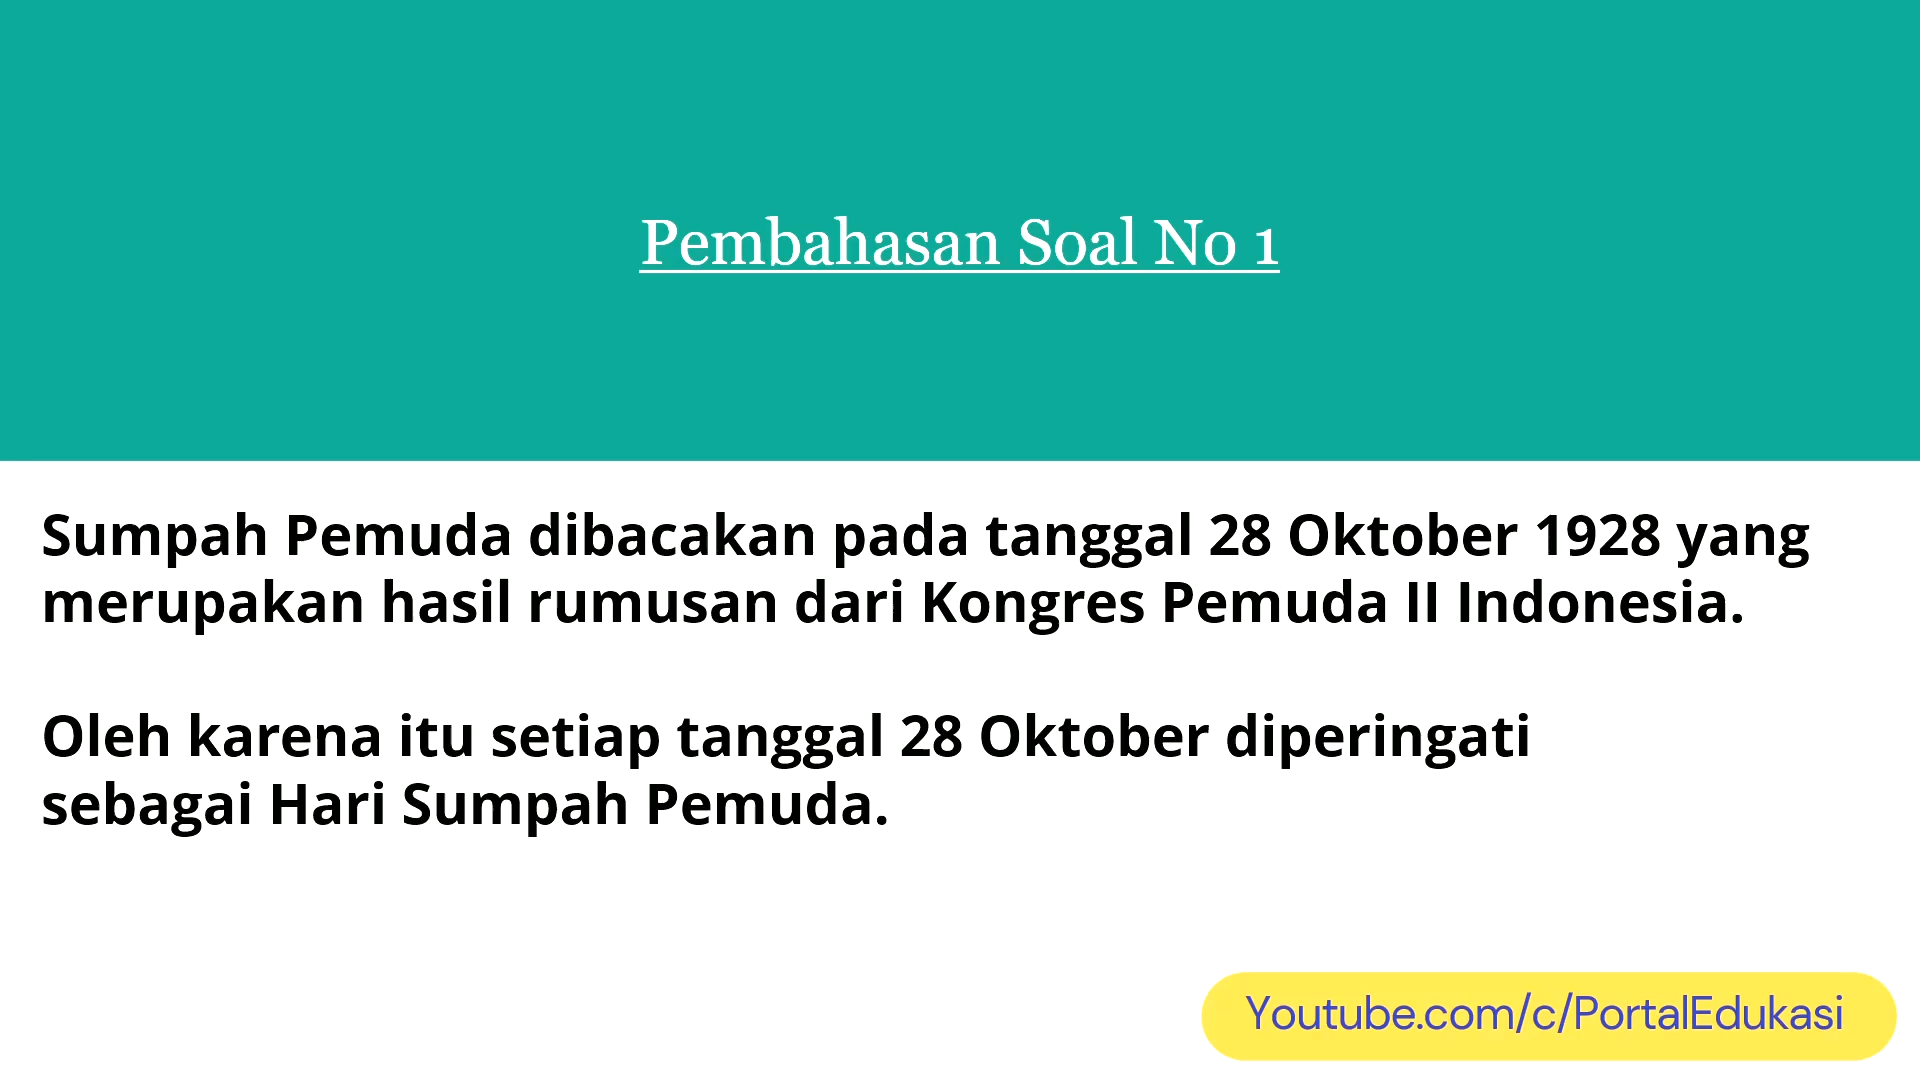 Pembahasan Soal No 1
Sumpah Pemuda dibacakan pada tanggal 28 Oktober 1928 yang
merupakan hasil rumusan dari Kongres Pemuda II Indonesia.
Oleh karena itu setiap tanggal 28 Oktober diperingati
sebagai Hari Sumpah Pemuda.
Youtube.com/c/PortalEdukasi